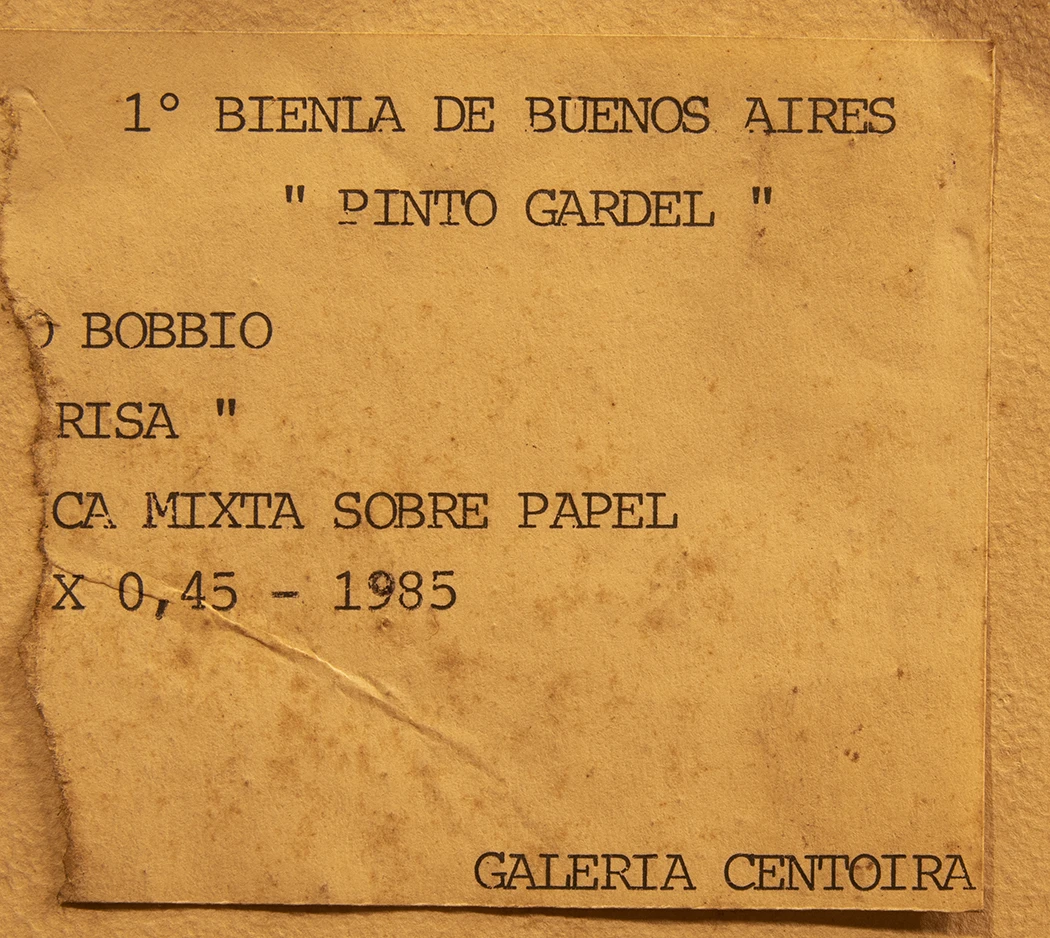 1° BIENLA DE BUENOS AIRES
" PINTO GARDEL "
O BOBBIO
RISA "
CA MIXTA SOBRE PAPEL
X 0,45 - 1985
GALERIA CENTOIRA